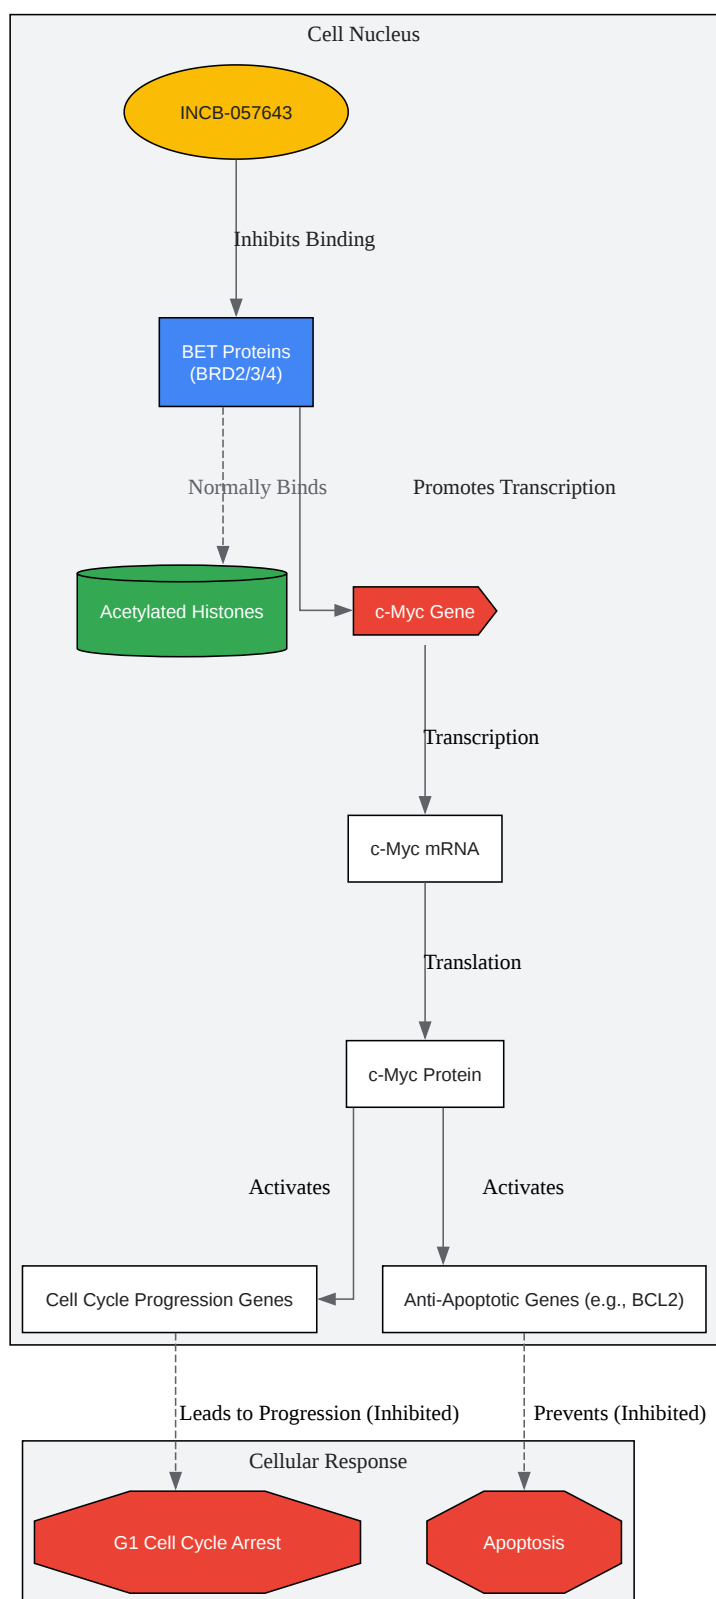 Cell Nucleus
INCB-057643
Inhibits Binding
BET Proteins
(BRD2/3/4)
Normally Binds
Promotes Transcription
Acetylated Histones
c-Myc Gene
Transcription
c-Myc mRNA
Translation
c-Myc Protein
Activates
Activates
Cell Cycle Progression Genes
Anti-Apoptotic Genes (e.g., BCL2)
Leads to Progression (Inhibited)
Prevents (Inhibited)
Cellular Response
G1 Cell Cycle Arrest
Apoptosis